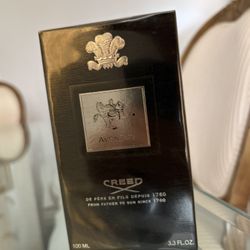 AVENTUS
CREED
DE PÈRE EN FILS DEPUIS 1760
FROM FATHER TO SON SINCE 1760
100 ML
3.3 FL.OZ